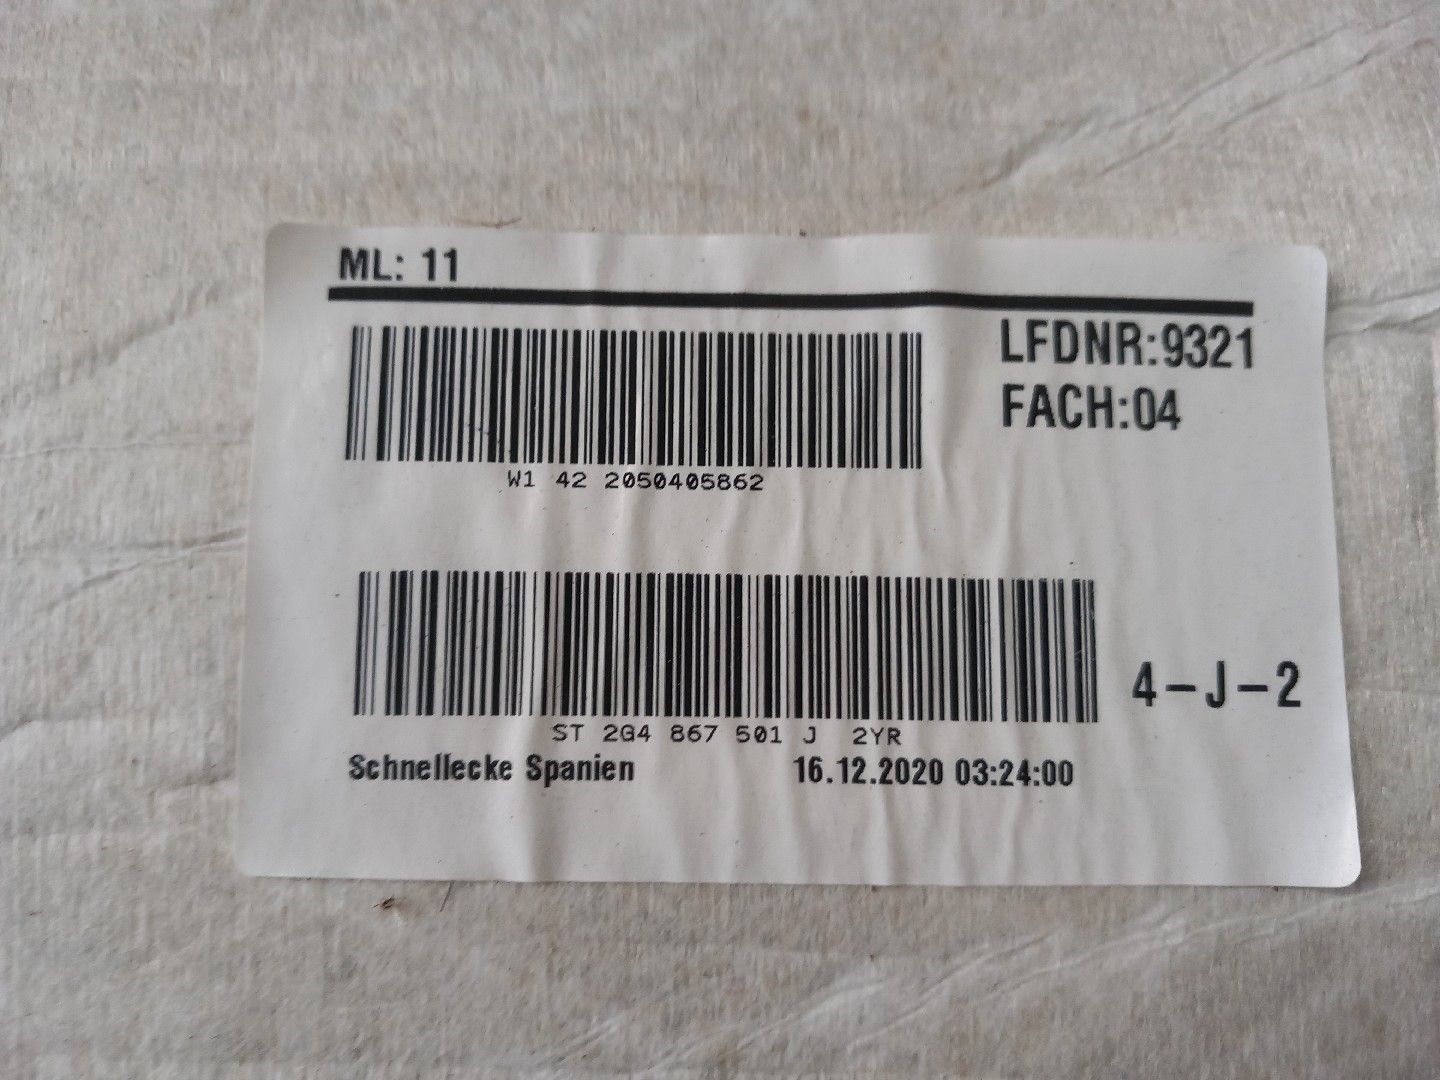 ML: 11
LFDNR:9321
FACH:04
W1 42 2050405862
4-J-2
ST 2G4 867 501 J 2YR
Schnellecke Spanien 16.12.2020 03:24:00